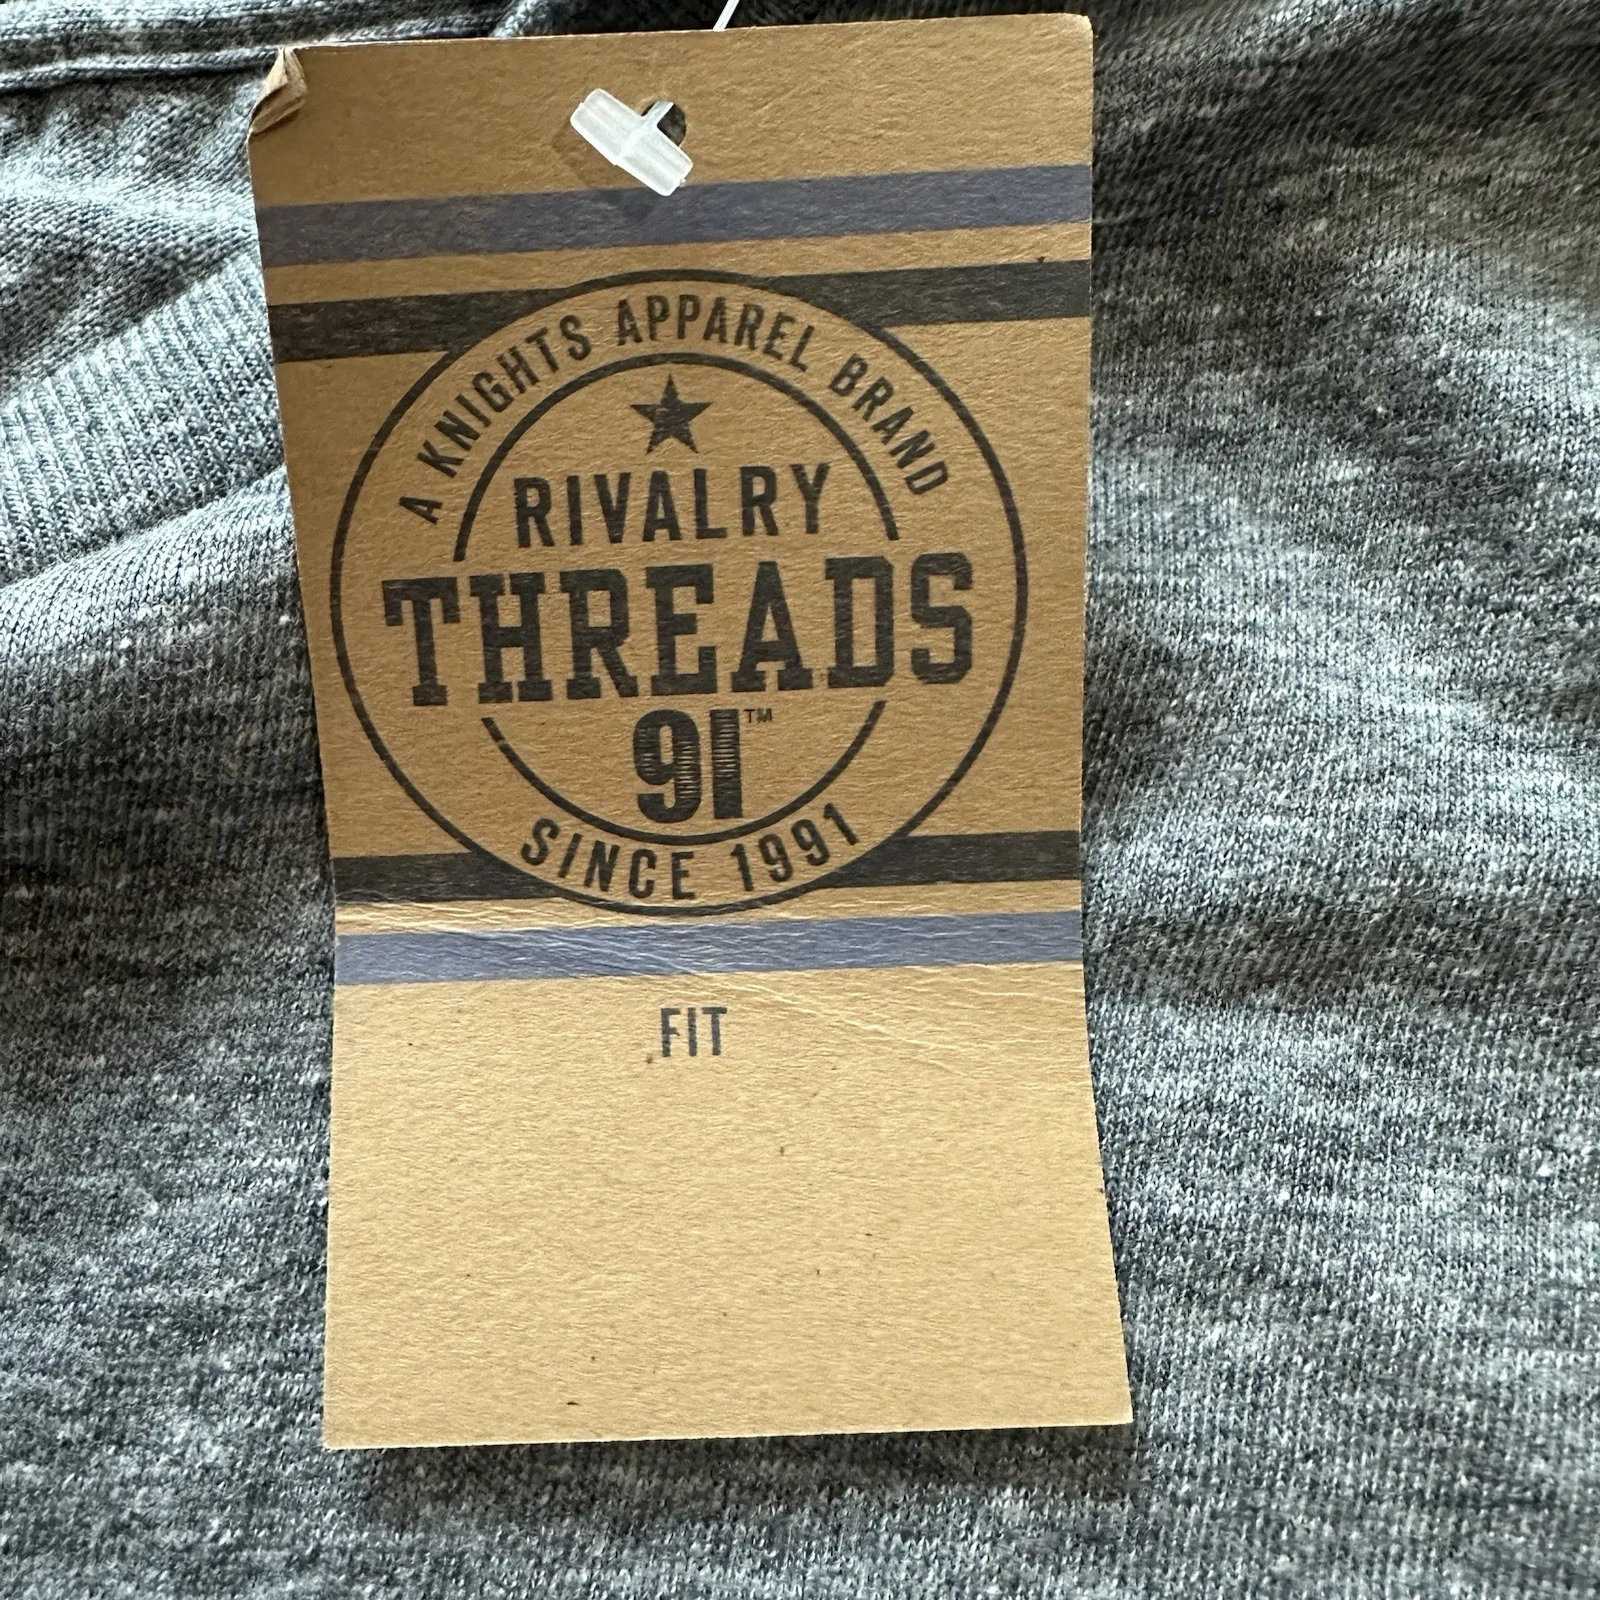 A KNIGHTS APPAREL BRAND
RIVALRY
THREADS
91™
SINCE 1991
FIT